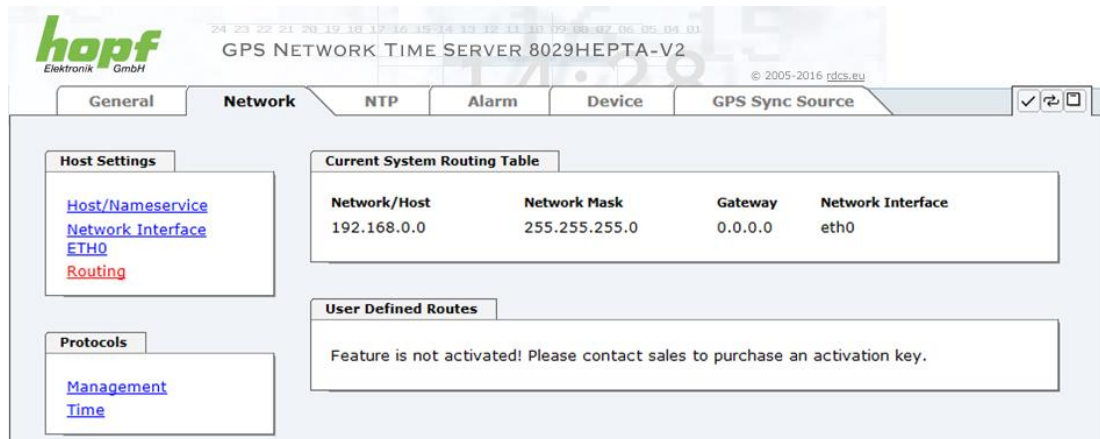 hopf
Elektronik GmbH
24 23 22 21 20 19 18 17 16 15 14 13 12 11 10 09 08 07 06 05 04 03
GPS NETWORK TIME SERVER 8029HEPTA-V2
14:28
© 2005-2016 rdcs.eu
General Network NTP Alarm Device GPS Sync Source
Host Settings
Host/Nameservice
Network Interface
ETH0
Routing
Protocols
Management
Time
Current System Routing Table
Network/Host Network Mask Gateway Network Interface
192.168.0.0 255.255.255.0 0.0.0.0 eth0
User Defined Routes
Feature is not activated! Please contact sales to purchase an activation key.